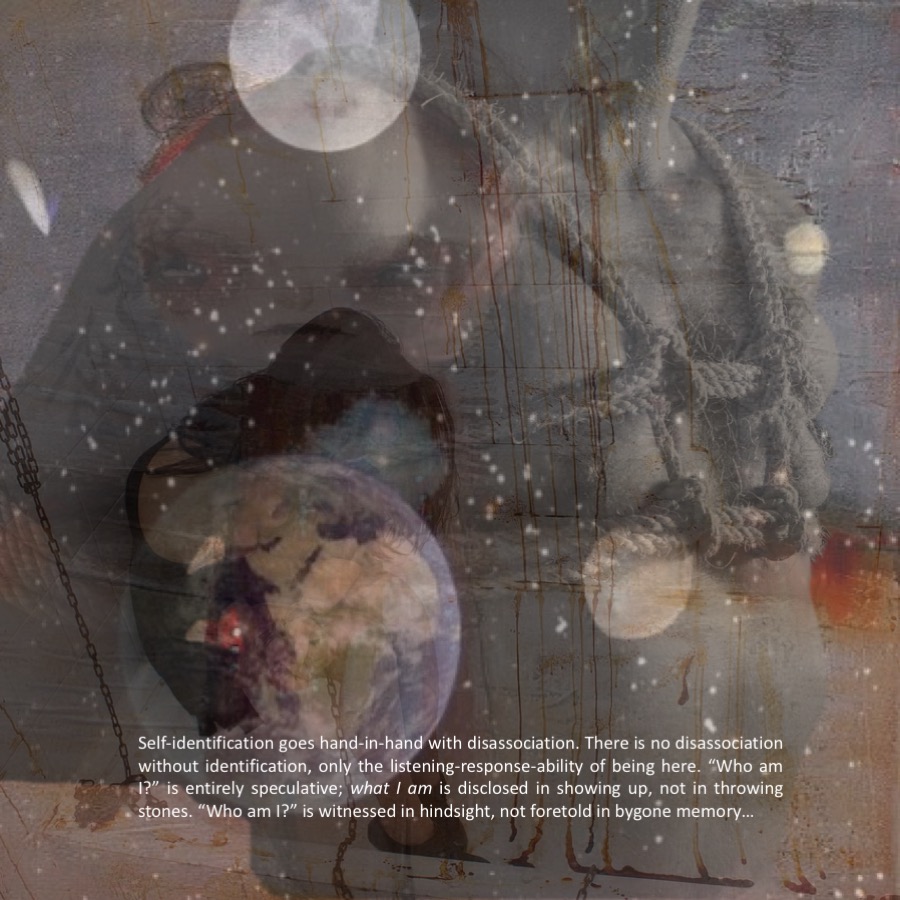 Self-identification goes hand-in-hand with disassociation. There is no disassociation
without identification, only the listening-response-ability of being here. “Who am
I?” is entirely speculative; what I am is disclosed in showing up, not in throwing
stones. “Who am I?” is witnessed in hindsight, not foretold in bygone memory…